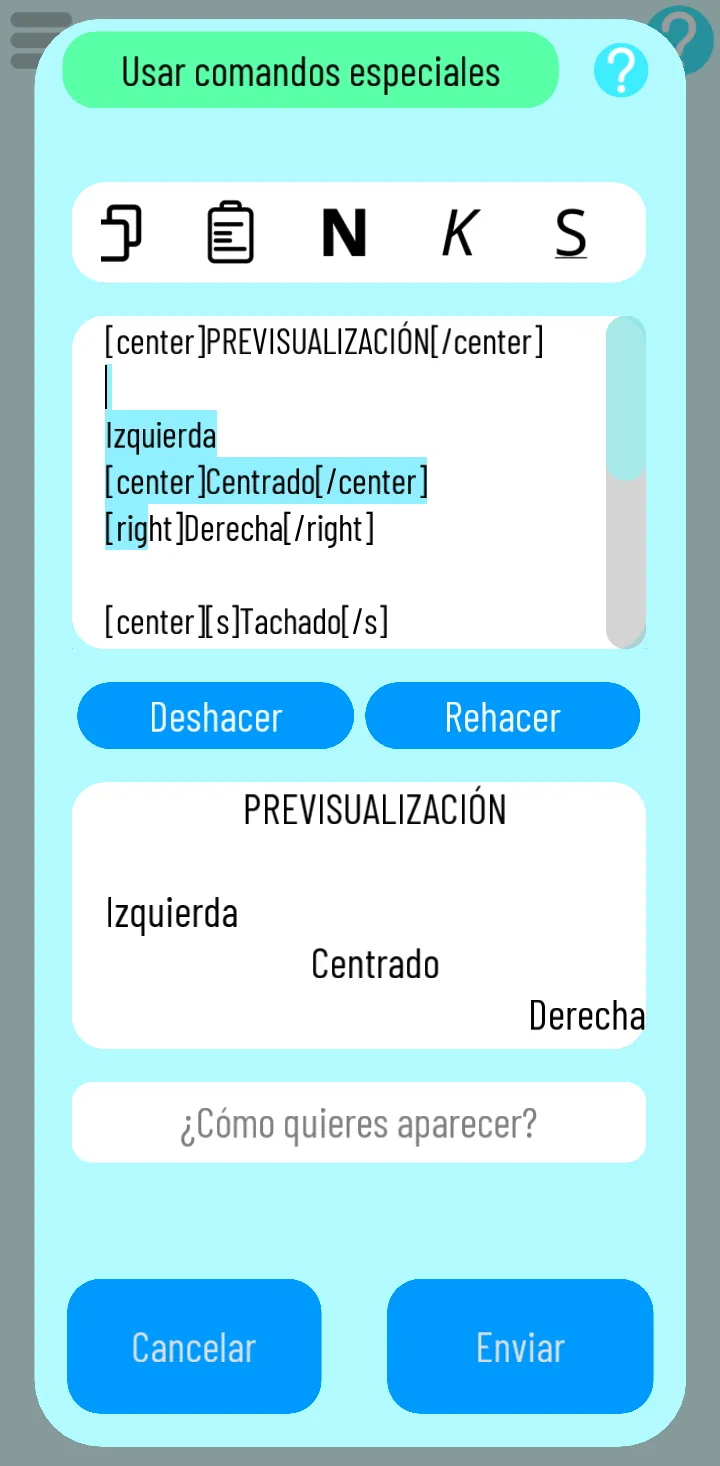 Usar comandos especiales
?
?
N K S
[center]PREVISUALIZACIÓN[/center]
Izquierda
[center]Centrado[/center]
[right]Derecha[/right]
[center][s]Tachado[/s]
Deshacer Rehacer
PREVISUALIZACIÓN
Izquierda
Centrado
Derecha
¿Cómo quieres aparecer?
Cancelar Enviar